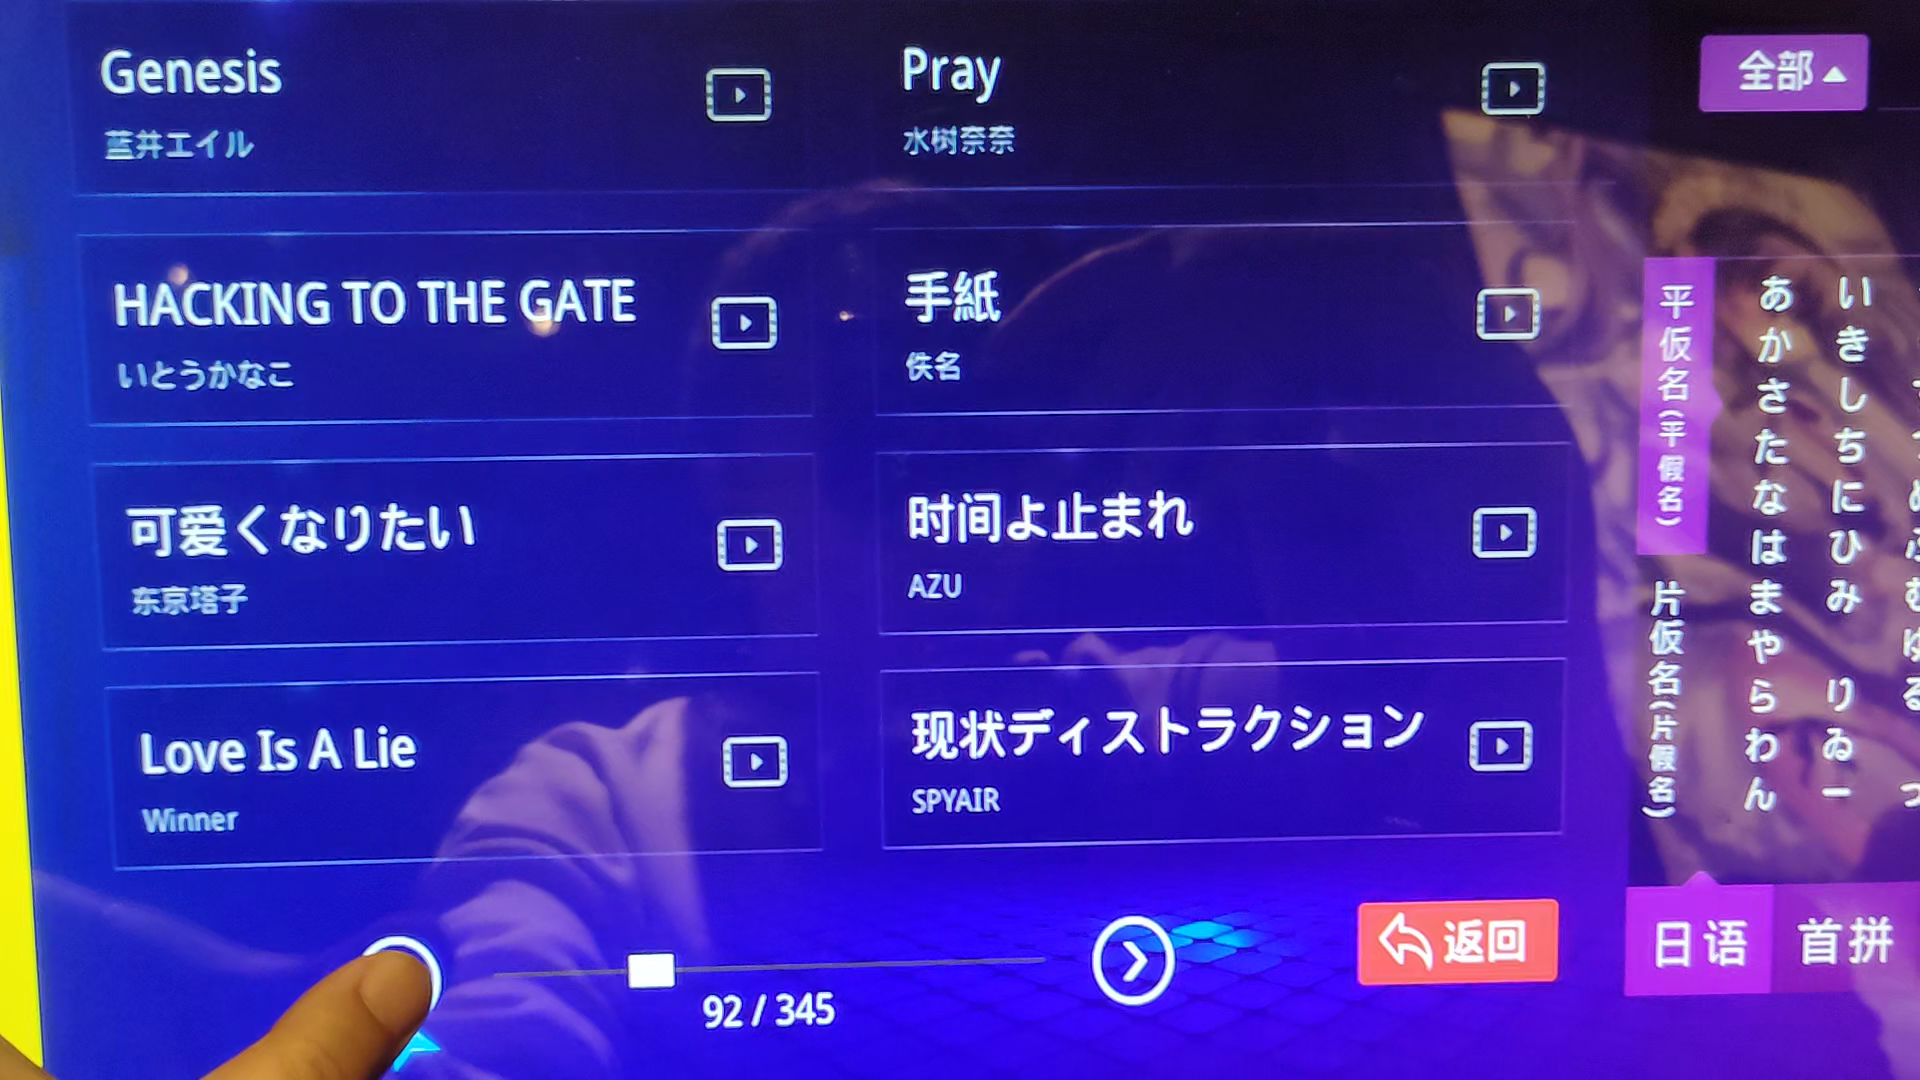 Genesis
蓝井エイル
Pray
水树奈奈
HACKING TO THE GATE
いとうかなこ
手紙
佚名
可爱くなりたい
东京塔子
时间よ止まれ
AZU
Love Is A Lie
Winner
现状ディストラクション
SPYAIR
92 / 345
返回
全部
平仮名(平假名)
片仮名(片假名)
あかさたなはまやらわん
いきしちにひみ りゐー
日语
首拼